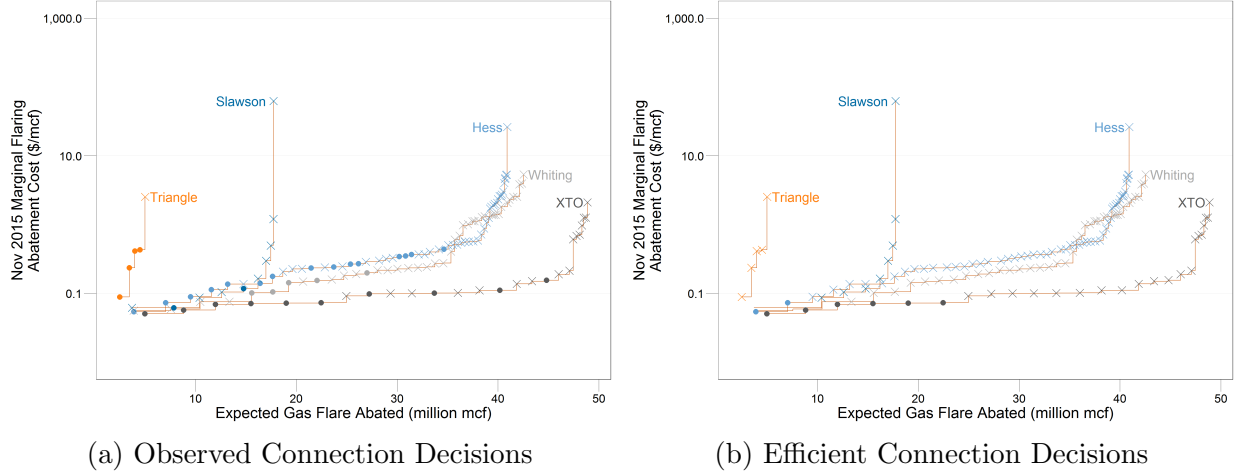 Nov 2015 Marginal Flaring
Abatement Cost ($/mcf)
1,000.0
10.0
0.1
Slawson
Hess
Whiting
Triangle
XTO
10 20 30 40 50
Expected Gas Flare Abated (million mcf)
(a) Observed Connection Decisions
Nov 2015 Marginal Flaring
Abatement Cost ($/mcf)
1,000.0
10.0
0.1
Slawson
Hess
Whiting
Triangle
XTO
10 20 30 40 50
Expected Gas Flare Abated (million mcf)
(b) Efficient Connection Decisions